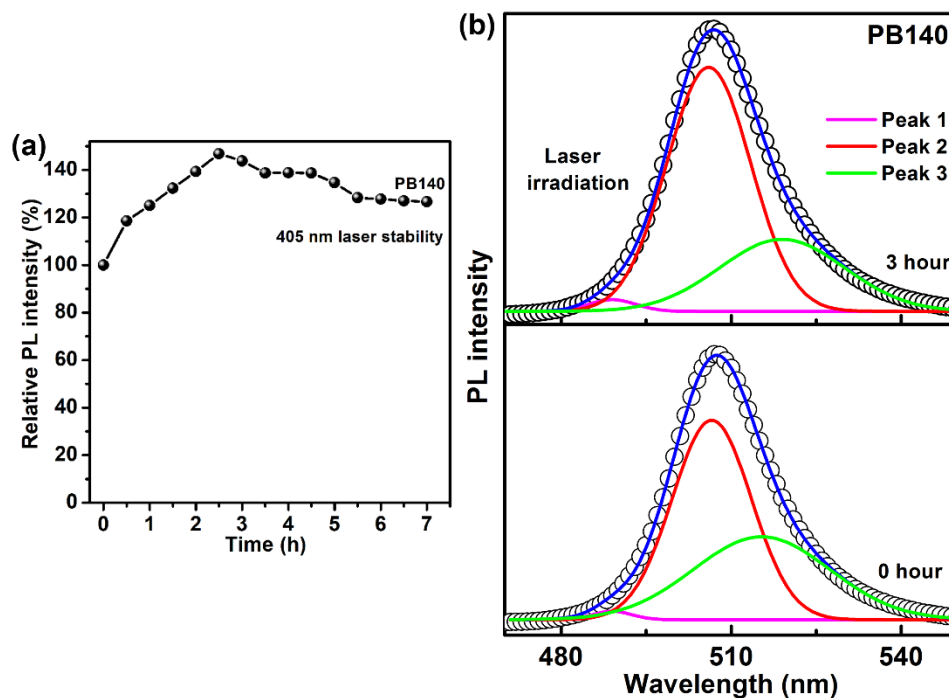 (a)
Relative PL intensity (%)
140
120
100
80
60
40
20
0
PB140
405 nm laser stability
0 1 2 3 4 5 6 7
Time (h)
(b)
PB140
Peak 1
Peak 2
Peak 3
Laser
irradiation
3 hour
PL intensity
0 hour
480 510 540
Wavelength (nm)